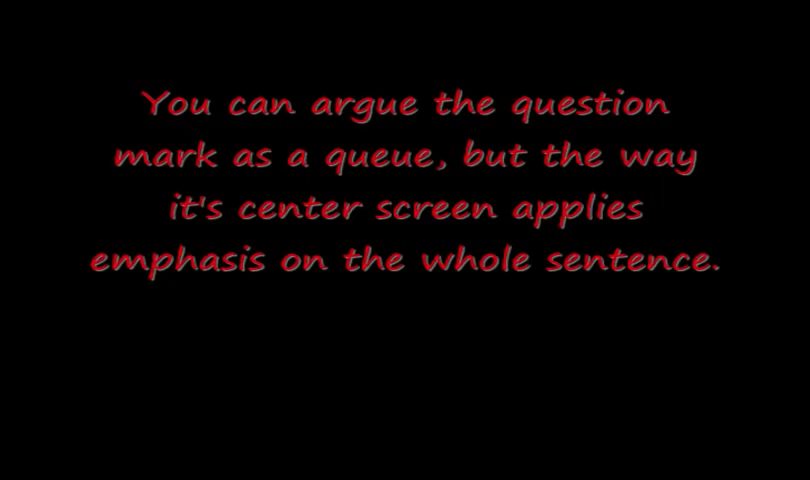 You can argue the question
mark as a queue, but the way
it's center screen applies
emphasis on the whole sentence.